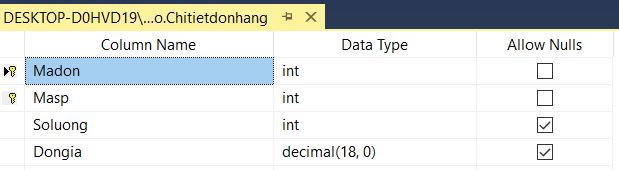 DESKTOP-D0HVD19\...o.Chitietdonhang
Column Name Data Type Allow Nulls
Madon int
Masp int
Soluong int
Dongia decimal(18, 0)